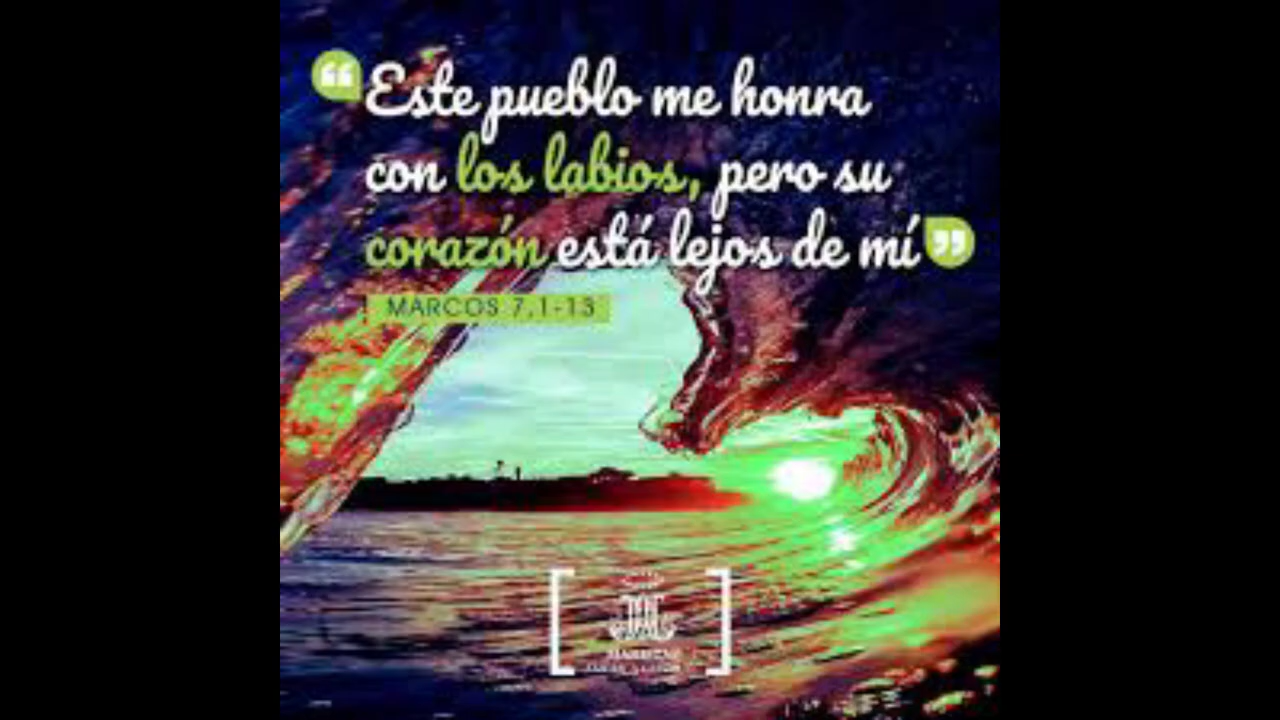 “Este pueblo me honra
con los labios, pero su
corazón está lejos de mí”
MARCOS 7,1-13